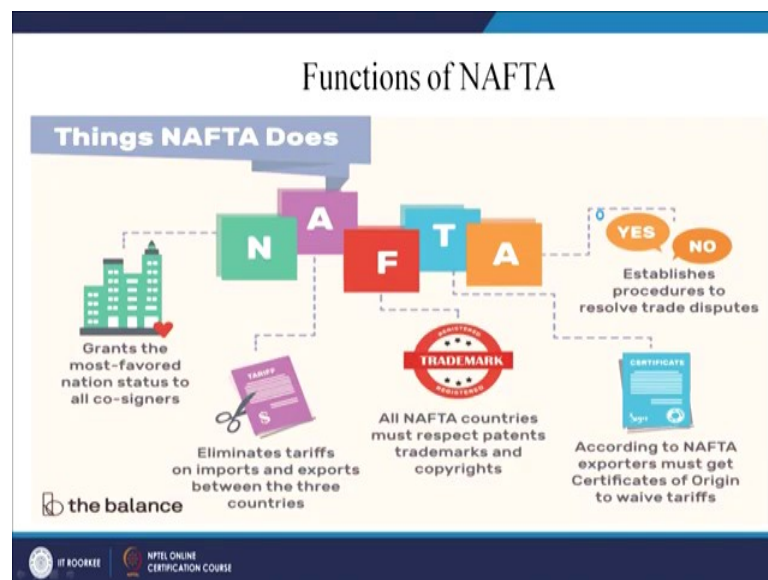 Functions of NAFTA
Things NAFTA Does
N
A
F
T
A
Grants the
most-favored
nation status to
all co-signers
TARIFF
Eliminates tariffs
on imports and exports
between the three
countries
REGISTERED
TRADEMARK
REGISTERED
All NAFTA countries
must respect patents
trademarks and
copyrights
CERTIFICATE
According to NAFTA
exporters must get
Certificates of Origin
to waive tariffs
YES
NO
Establishes
procedures to
resolve trade disputes
the balance
IIT ROORKEE
NPTEL ONLINE
CERTIFICATION COURSE